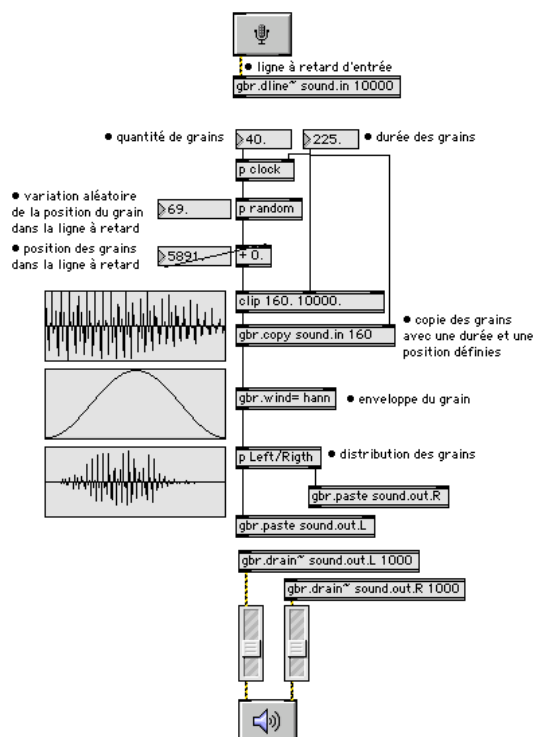 ● ligne à retard d'entrée
gbr.dline~ sound.in 10000
● quantité de grains
40.
225.
● durée des grains
p clock
● variation aléatoire
de la position du grain
dans la ligne à retard
69.
p random
● position des grains
dans la ligne à retard
5891.
+ 0.
clip 160. 10000.
gbr.copy sound.in 160
● copie des grains
avec une durée et une
position définies
gbr.wind= hann
● enveloppe du grain
p Left/Rigth
● distribution des grains
gbr.paste sound.out.R
gbr.paste sound.out.L
gbr.drain~ sound.out.L 1000
gbr.drain~ sound.out.R 1000